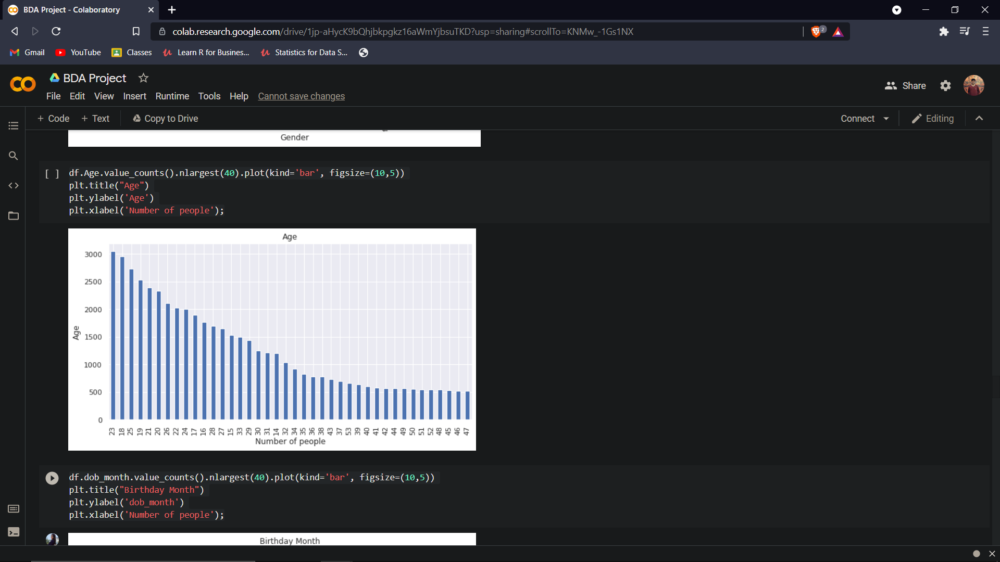 BDA Project - Colaboratory
colab.research.google.com/drive/1jp-aHycK9bQhjbkpgkz16aWmYjbsuTKD?usp=sharing#scrollTo=KNMw_-1Gs1NX
2
Gmail YouTube Classes Learn R for Busines... Statistics for Data S...
BDA Project
Share
File Edit View Insert Runtime Tools Help Cannot save changes
+ Code + Text Copy to Drive Connect Editing
Gender
[ ] df.Age.value_counts().nlargest(40).plot(kind='bar', figsize=(10,5))
plt.title("Age")
plt.ylabel('Age')
plt.xlabel('Number of people');
Age
3000
2500
2000
1500
1000
500
0
Age
23 18 25 19 21 20 26 22 24 17 16 28 27 15 33 29 30 31 14 32 34 35 36 38 43 37 53 39 40 41 42 44 49 50 51 52 48 45 46 47
Number of people
df.dob_month.value_counts().nlargest(40).plot(kind='bar', figsize=(10,5))
plt.title("Birthday Month")
plt.ylabel('dob_month')
plt.xlabel('Number of people');
Birthday Month